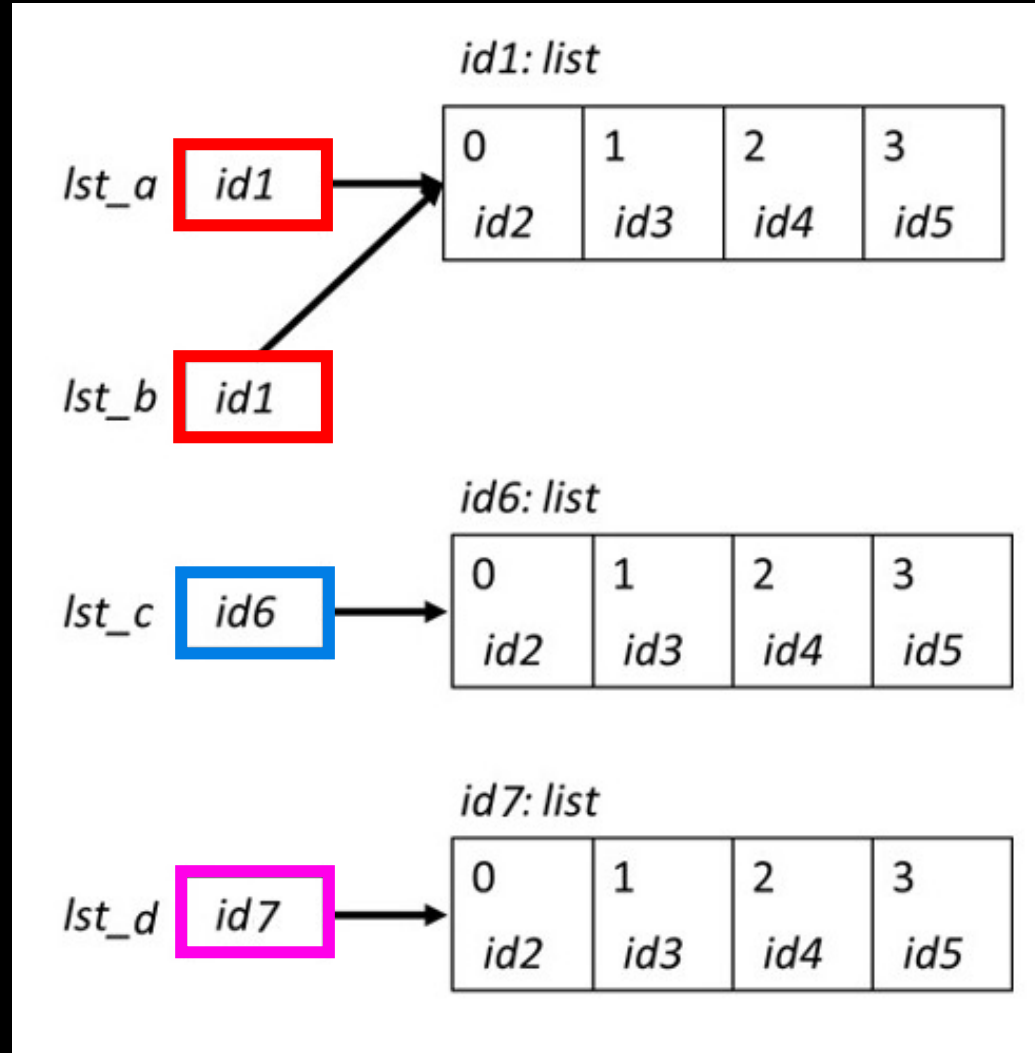 id1: list
0 1 2 3
lst_a id1
id2 id3 id4 id5
lst_b id1
id6: list
0 1 2 3
lst_c id6
id2 id3 id4 id5
id7: list
0 1 2 3
lst_d id7
id2 id3 id4 id5